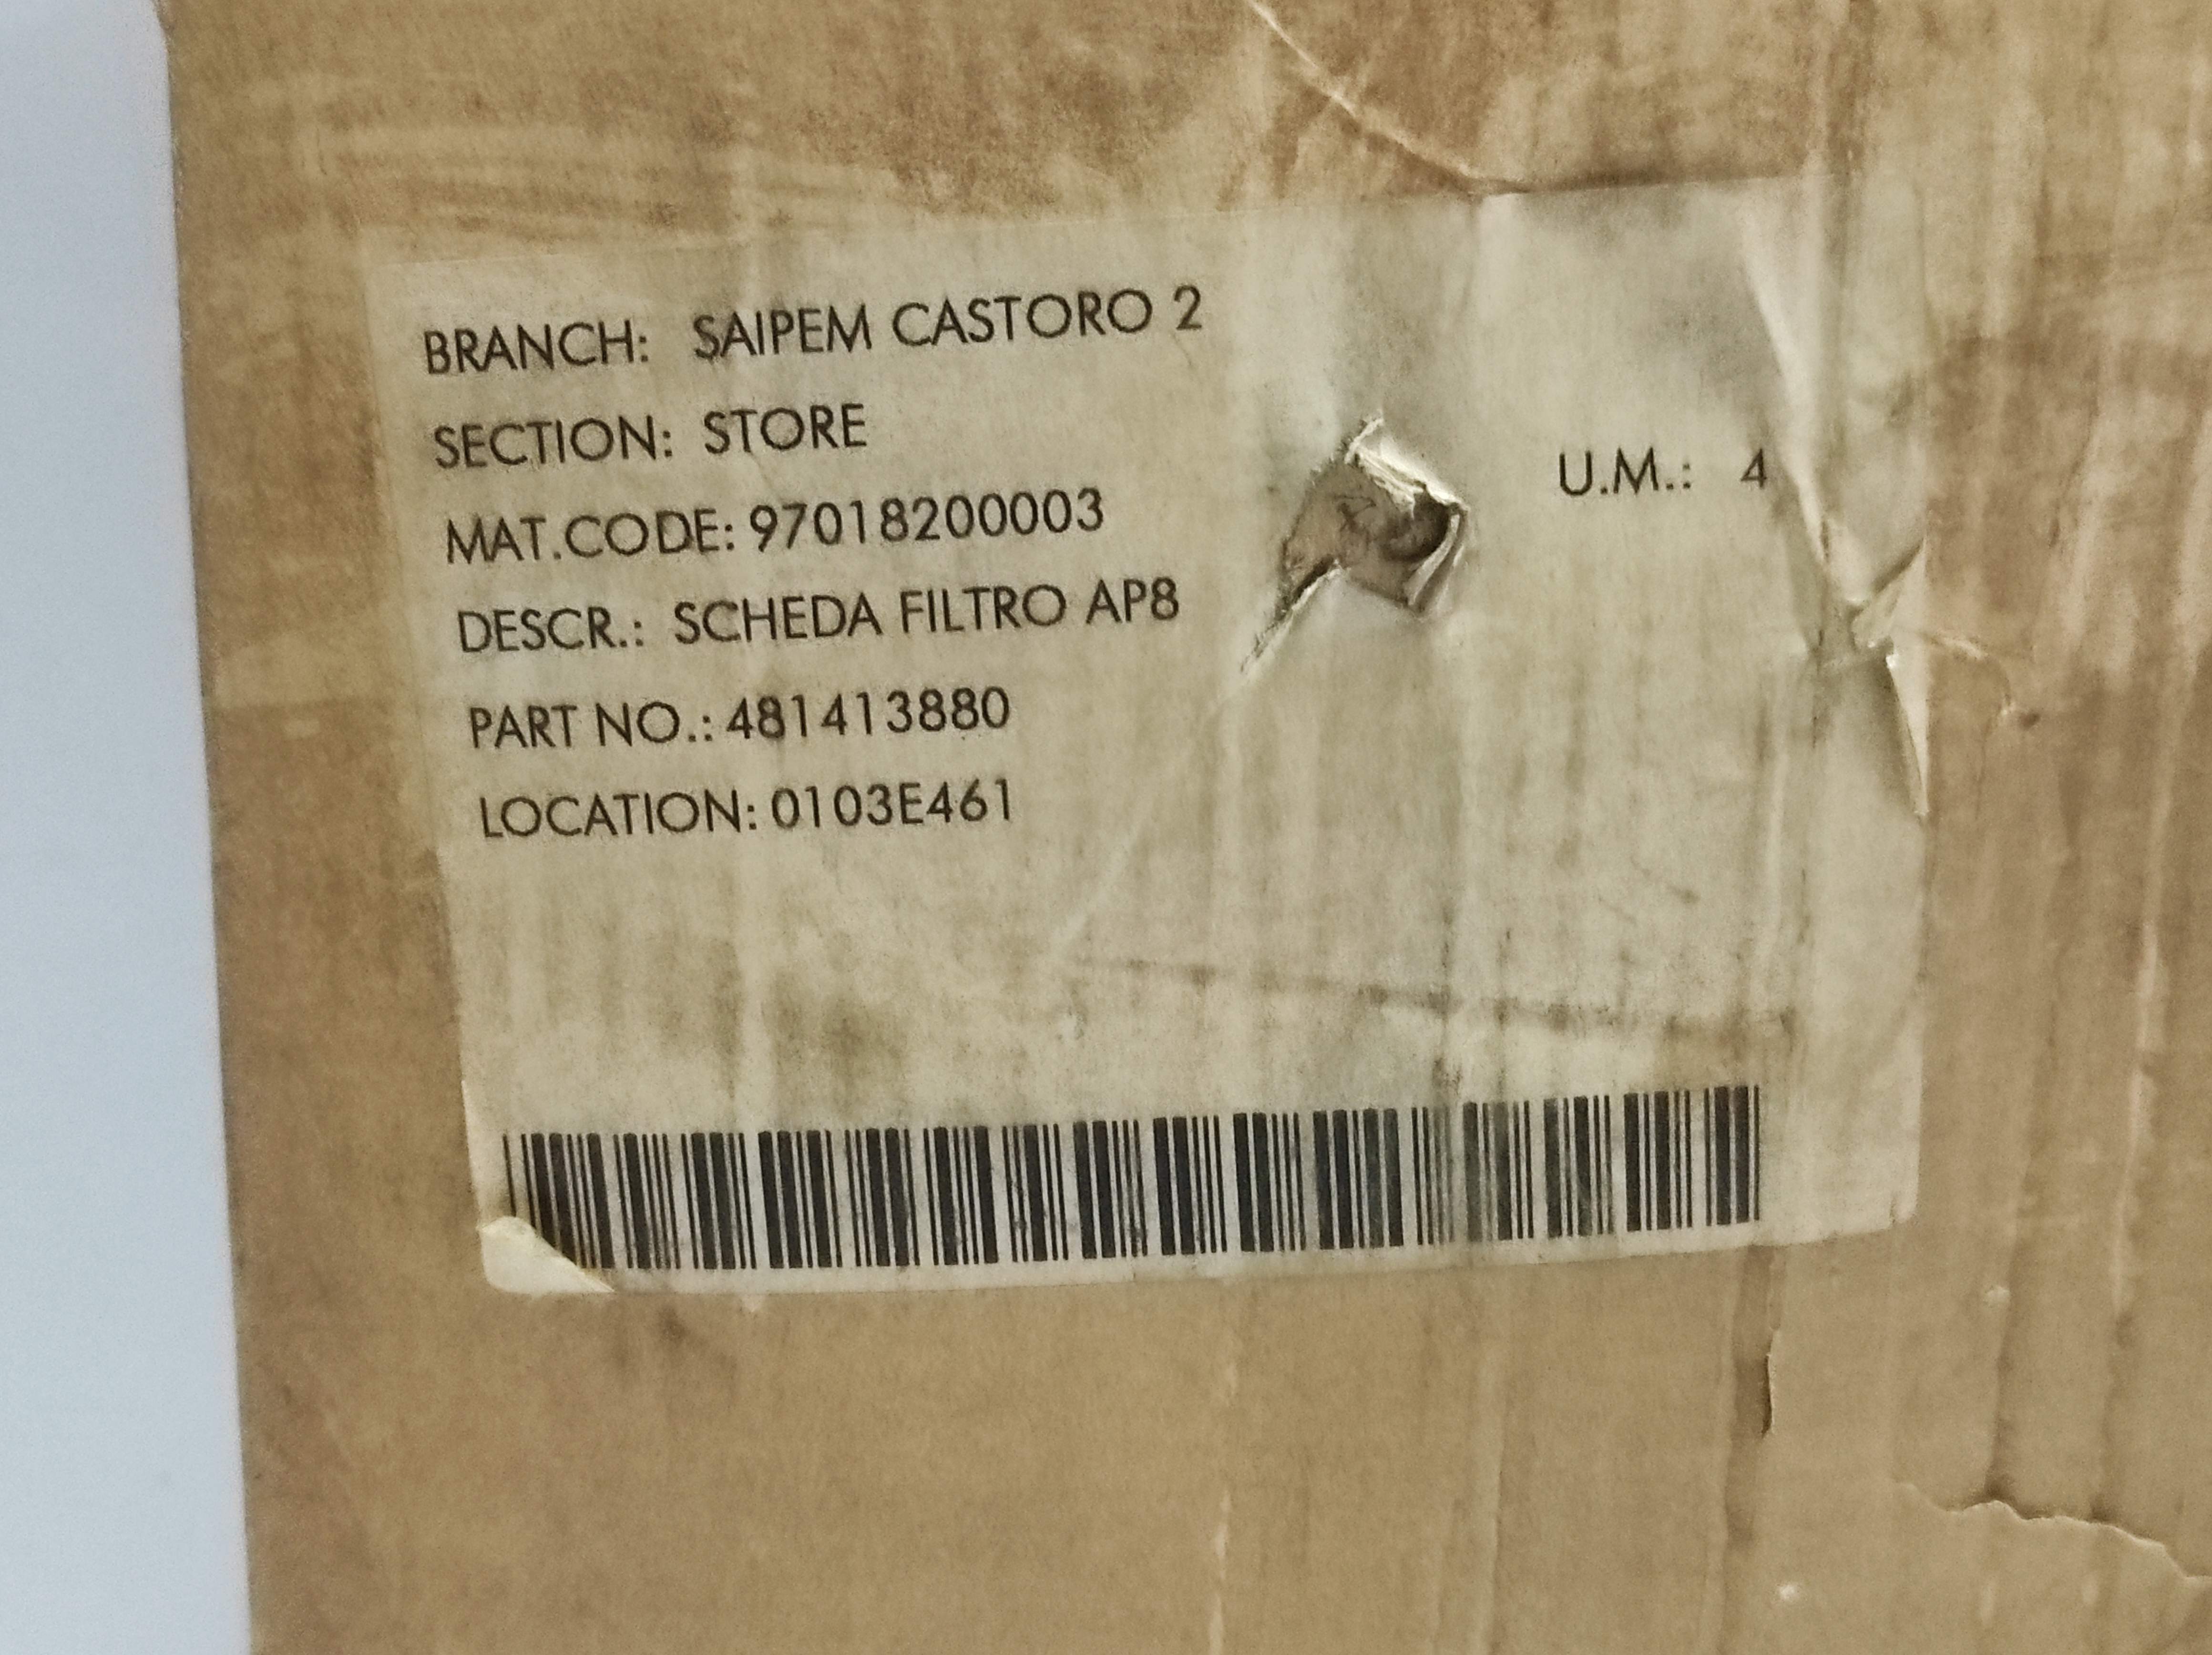 BRANCH: SAIPEM CASTORO 2
SECTION: STORE
U.M.: 4
MAT.CODE: 97018200003
DESCR.: SCHEDA FILTRO AP8
PART NO.: 481413880
LOCATION: 0103E461